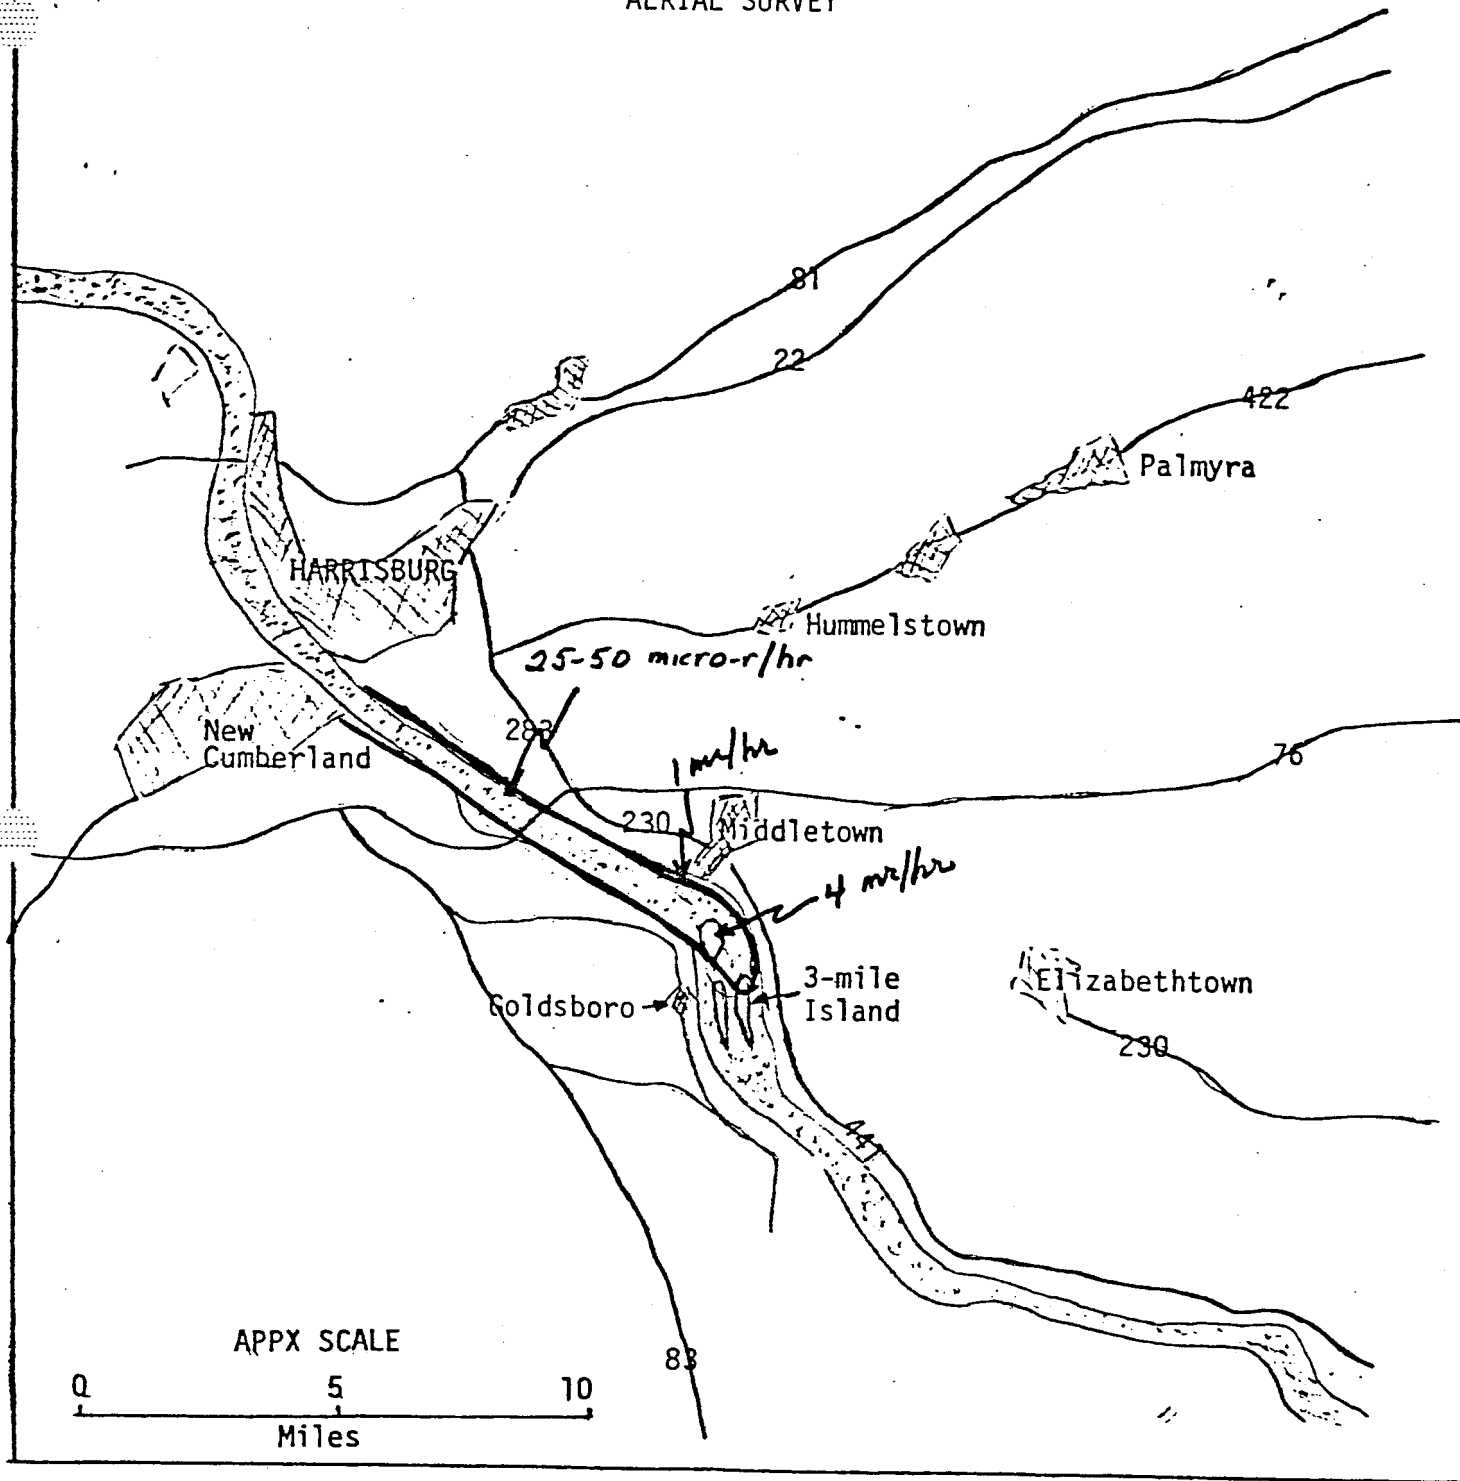 AERIAL SURVEY
81
22
422
Palmyra
HARRISBURG
Hummelstown
25-50 micro-r/hr
283
New
Cumberland
1 mr/hr
76
230
Middletown
4 mr/hr
3-mile
Island
Goldsboro
Elizabethtown
230
441
APPX SCALE
83
0 5 10
Miles